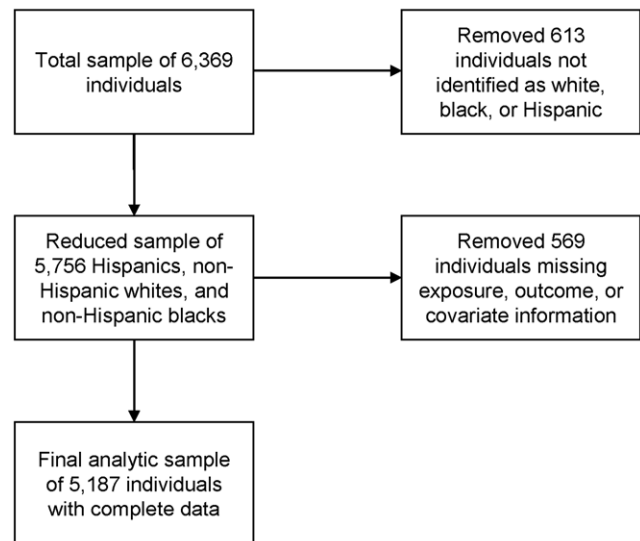 Total sample of 6,369
individuals
Removed 613
individuals not
identified as white,
black, or Hispanic
Reduced sample of
5,756 Hispanics, non-
Hispanic whites, and
non-Hispanic blacks
Removed 569
individuals missing
exposure, outcome, or
covariate information
Final analytic sample
of 5,187 individuals
with complete data